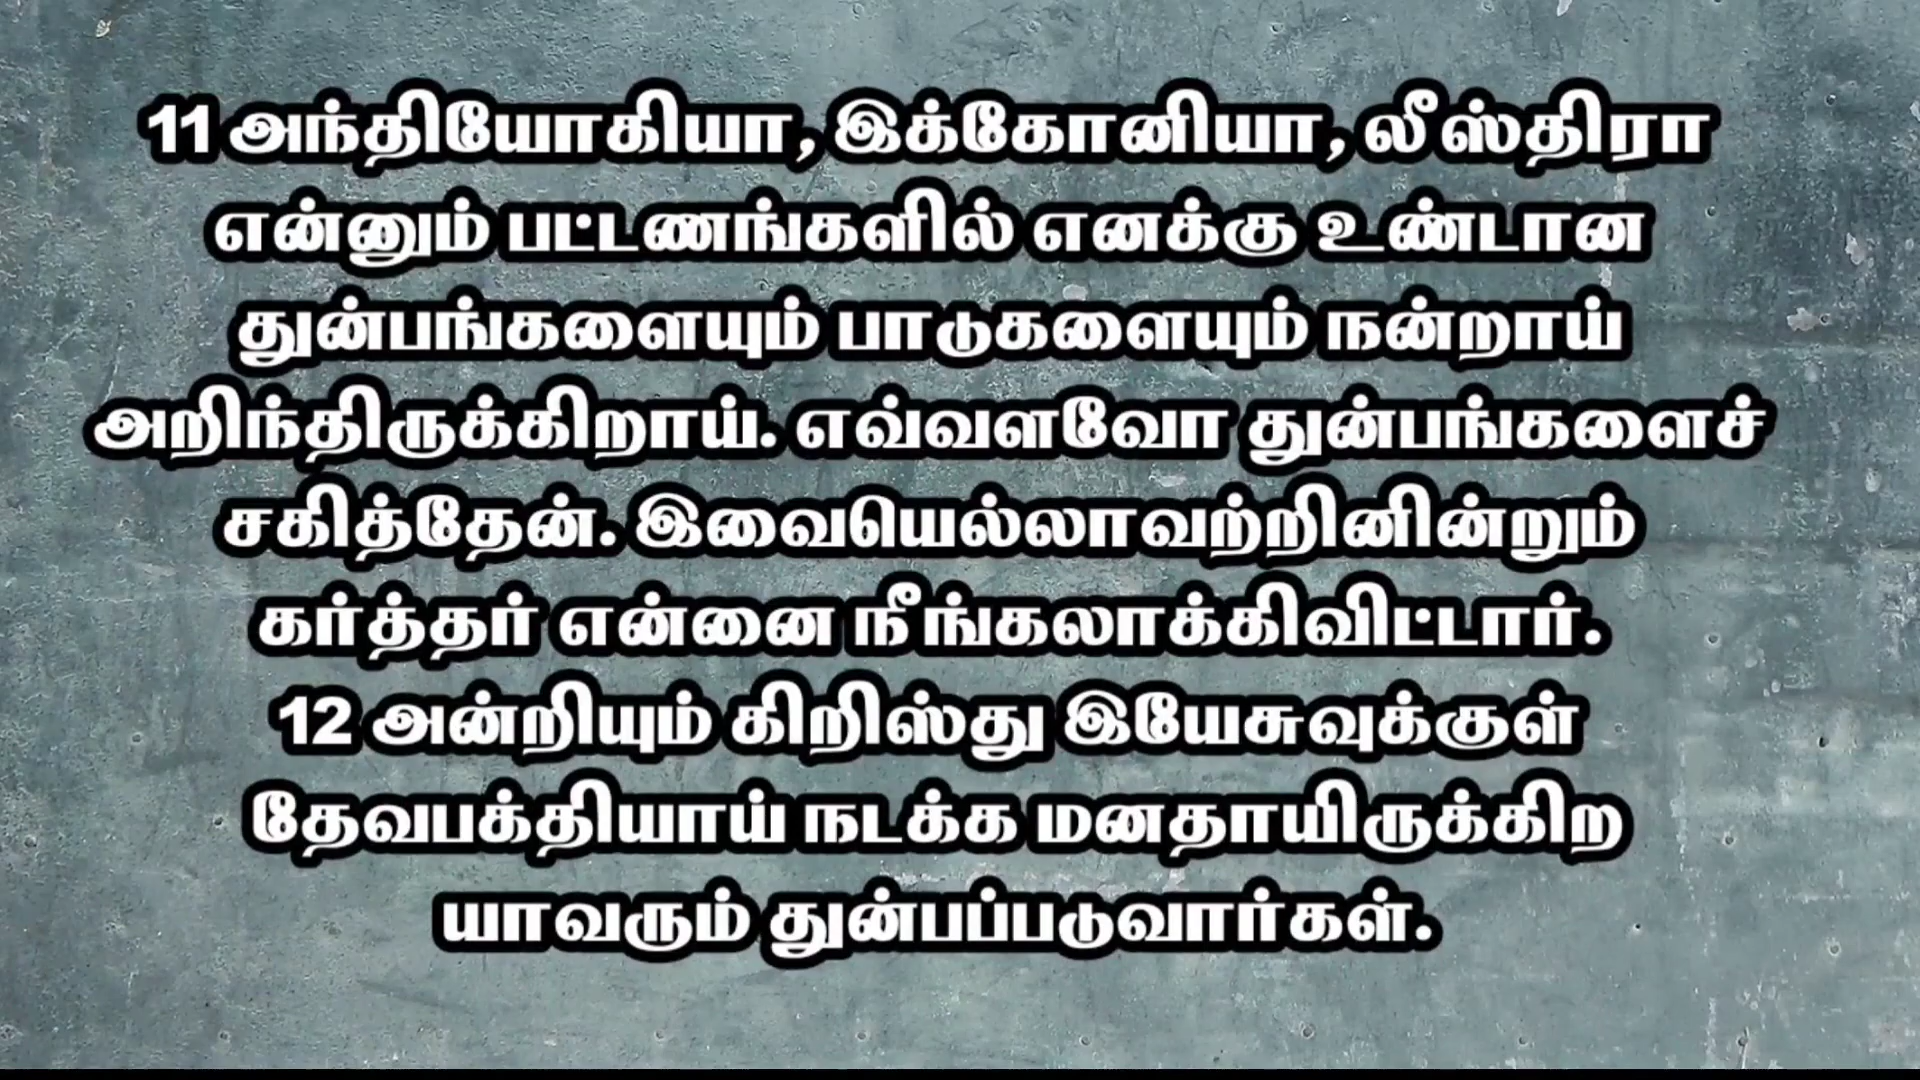 11 அந்தியோகியா, இக்கோனியா, லீஸ்திரா
என்னும் பட்டணங்களில் எனக்கு உண்டான
துன்பங்களையும் பாடுகளையும் நன்றாய்
அறிந்திருக்கிறாய். எவ்வளவோ துன்பங்களைச்
சகித்தேன். இவையெல்லாவற்றினின்றும்
கர்த்தர் என்னை நீங்கலாக்கிவிட்டார்.
12 அன்றியும் கிறிஸ்து இயேசுவுக்குள்
தேவபக்தியாய் நடக்க மனதாயிருக்கிற
யாவரும் துன்பப்படுவார்கள்.